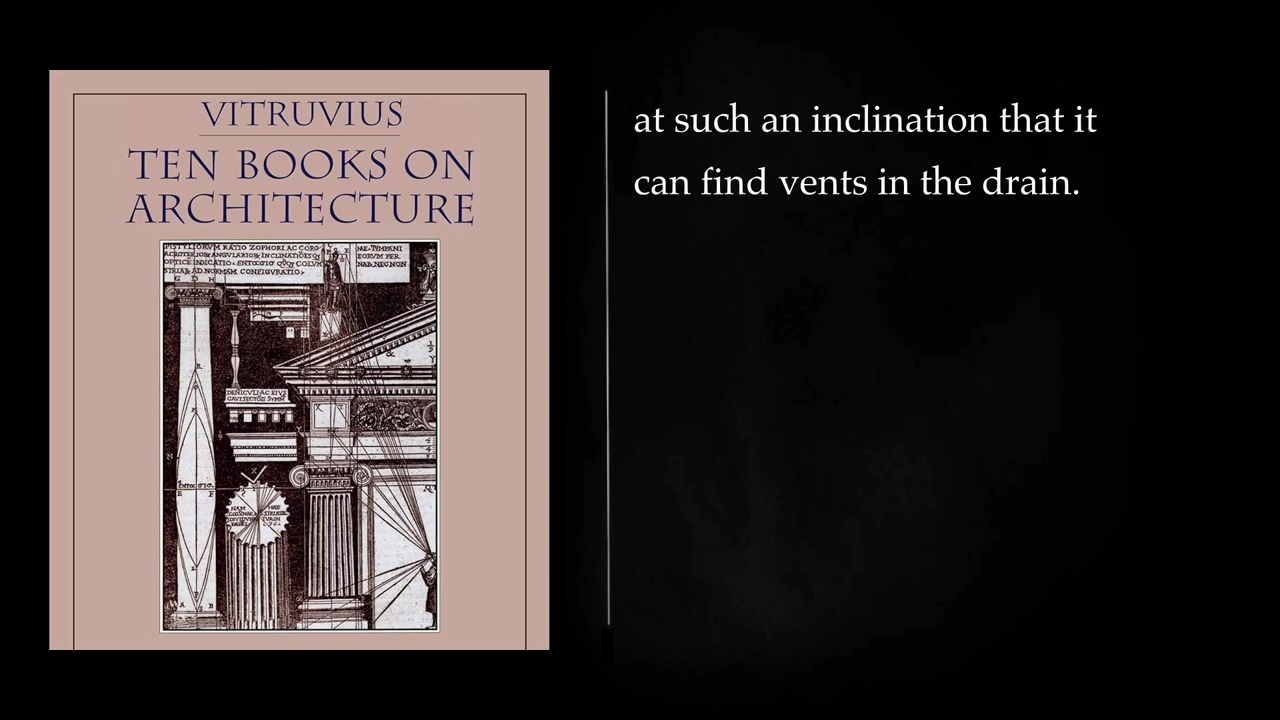 VITRUVIUS
TEN BOOKS ON
ARCHITECTURE
at such an inclination that it
can find vents in the drain.